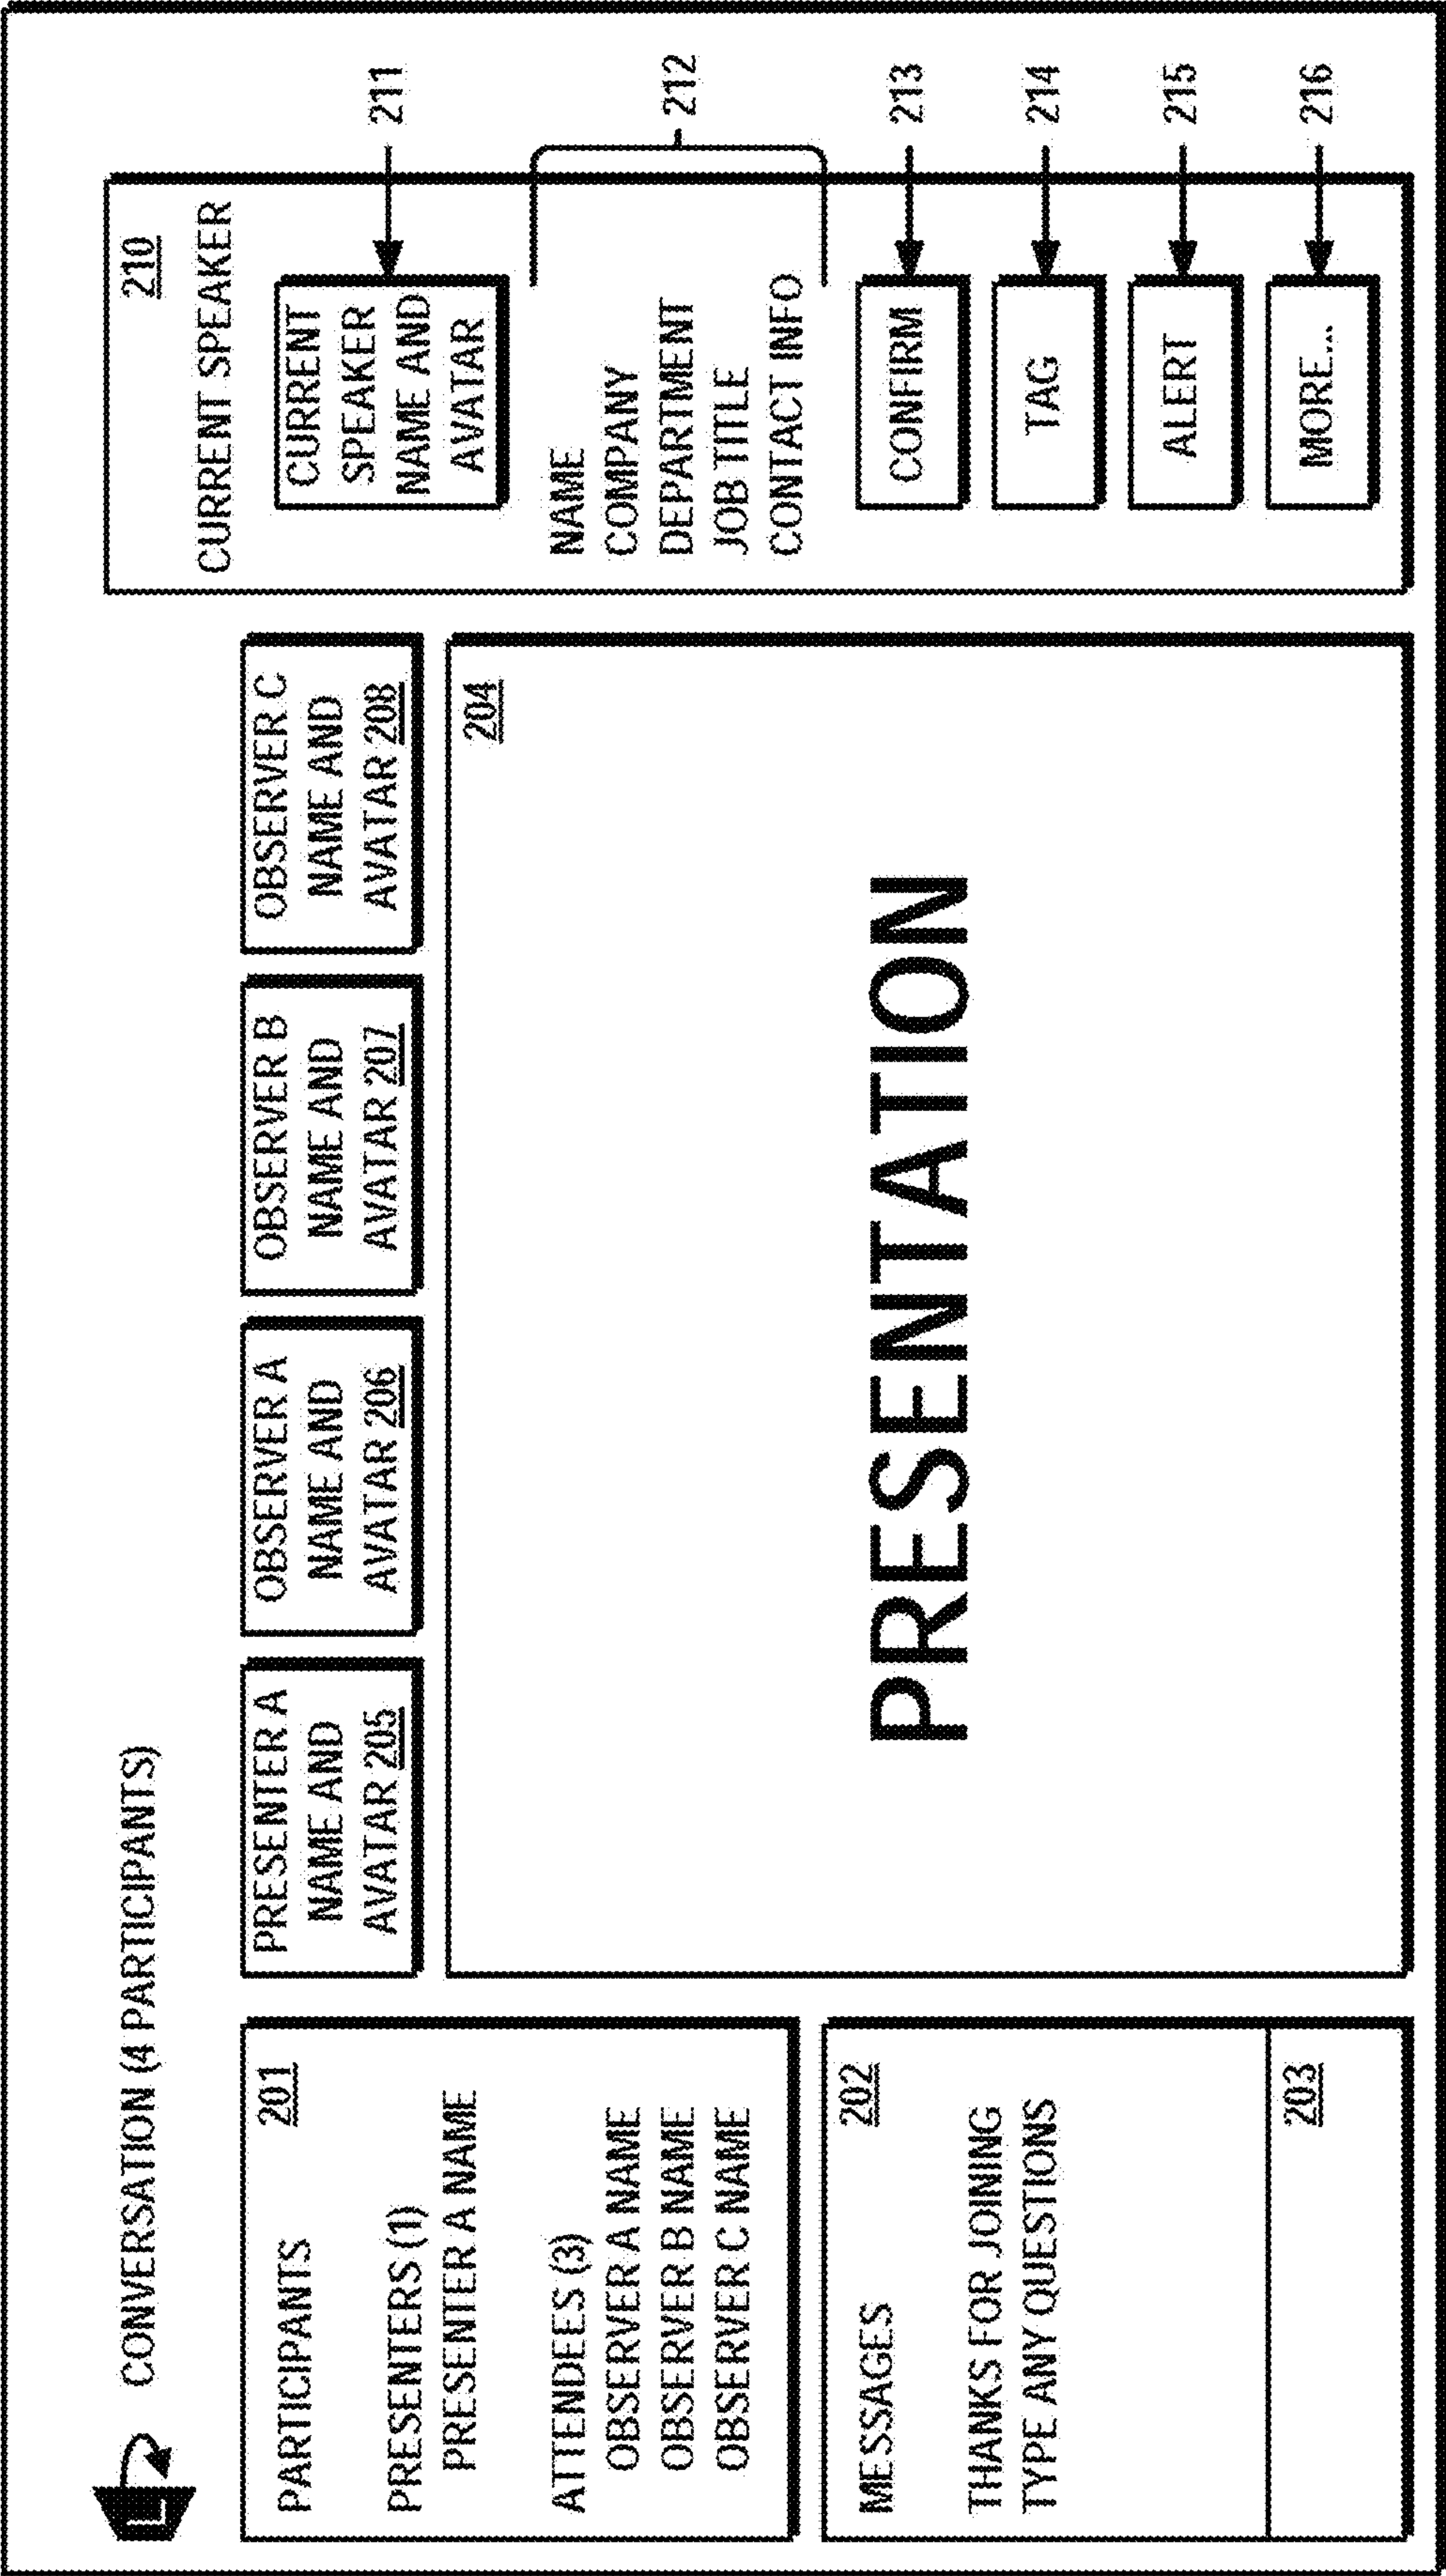 CONVERSATION (4 PARTICIPANTS)
201
PARTICIPANTS
PRESENTERS (1)
PRESENTER A NAME
ATTENDEES (3)
OBSERVER A NAME
OBSERVER B NAME
OBSERVER C NAME
202
MESSAGES
THANKS FOR JOINING
TYPE ANY QUESTIONS
203
PRESENTER A
NAME AND
AVATAR 205
OBSERVER A
NAME AND
AVATAR 206
OBSERVER B
NAME AND
AVATAR 207
OBSERVER C
NAME AND
AVATAR 208
204
PRESENTATION
210
CURRENT SPEAKER
CURRENT
SPEAKER
NAME AND
AVATAR
211
NAME
COMPANY
DEPARTMENT
JOB TITLE
CONTACT INFO
212
CONFIRM
213
TAG
214
ALERT
215
MORE...
216